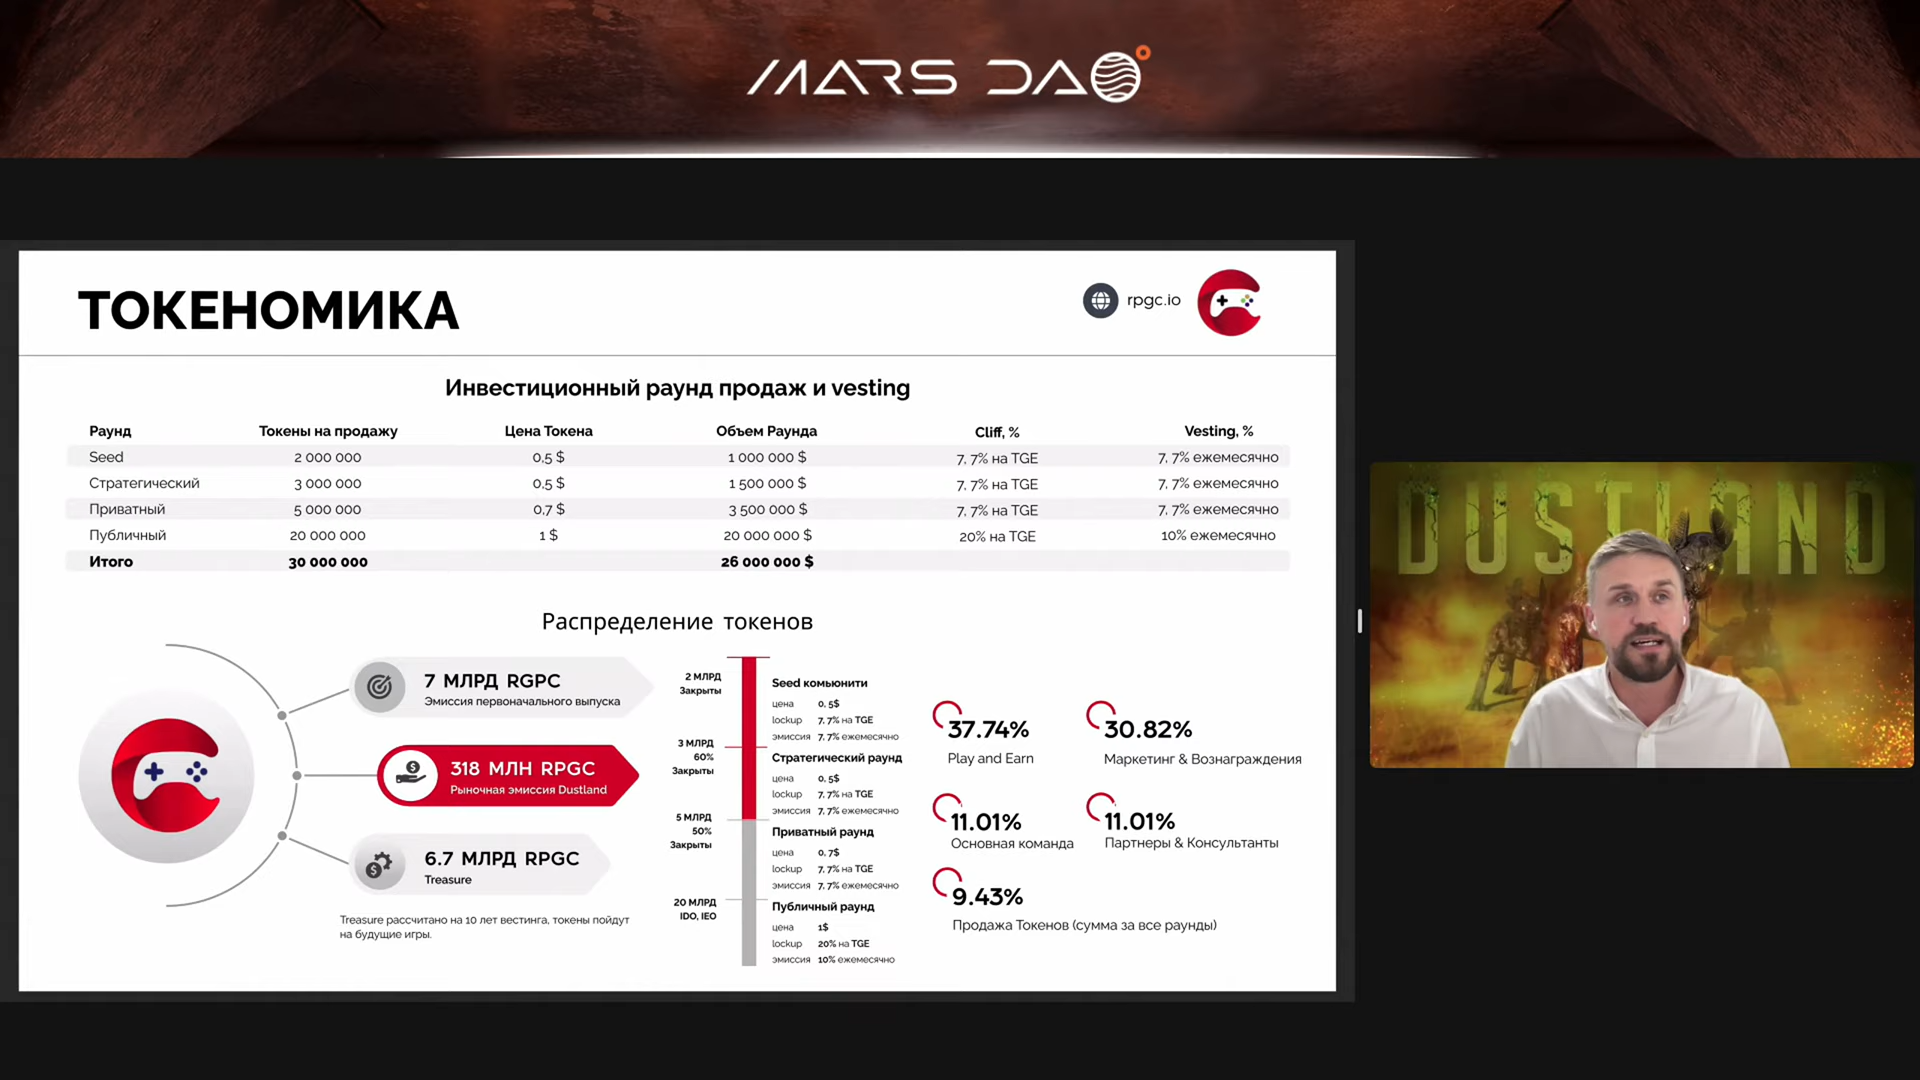 MARS DAO
ТОКЕНОМИКА
rpgc.io
Инвестиционный раунд продаж и vesting
Раунд Токены на продажу Цена Токена Объем Раунда Cliff, % Vesting, %
Seed 2 000 000 0,5 $ 1 000 000 $ 7, 7% на TGE 7, 7% ежемесячно
Стратегический 3 000 000 0,5 $ 1 500 000 $ 7, 7% на TGE 7, 7% ежемесячно
Приватный 5 000 000 0,7 $ 3 500 000 $ 7, 7% на TGE 7, 7% ежемесячно
Публичный 20 000 000 1 $ 20 000 000 $ 20% на TGE 10% ежемесячно
Итого 30 000 000 26 000 000 $
Распределение токенов
7 МЛРД RGPC
Эмиссия первоначального выпуска
318 МЛН RPGC
Рыночная эмиссия Dustland
6.7 МЛРД RPGC
Treasure
Treasure рассчитано на 10 лет вестинга, токены пойдут
на будущие игры.
2 МЛРД
Закрыты
3 МЛРД
60%
Закрыты
5 МЛРД
50%
Закрыты
20 МЛРД
IDO, IEO
Seed комьюнити
цена 0, 5$
lockup 7, 7% на TGE
эмиссия 7, 7% ежемесячно
Стратегический раунд
цена 0, 5$
lockup 7, 7% на TGE
эмиссия 7, 7% ежемесячно
Приватный раунд
цена 0, 7$
lockup 7, 7% на TGE
эмиссия 7, 7% ежемесячно
Публичный раунд
цена 1$
lockup 20% на TGE
эмиссия 10% ежемесячно
37.74%
Play and Earn
30.82%
Маркетинг & Вознаграждения
11.01%
Основная команда
11.01%
Партнеры & Консультанты
9.43%
Продажа Токенов (сумма за все раунды)
DUSTLAND